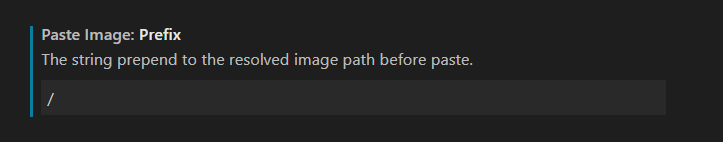 Paste Image: Prefix
The string prepend to the resolved image path before paste.
/